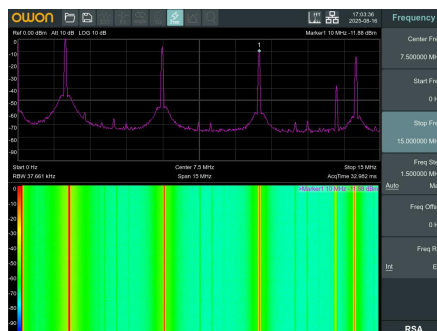 OWON
17:03:36
2025-08-16
Frequency
Ref 0.00 dBm Att 10 dB LOG 10 dB
Marker1 10 MHz -11.88 dBm
1
0
-10
-20
-30
-40
-50
-60
-70
-80
-90
Start 0 Hz
Center 7.5 MHz
Stop 15 MHz
RBW 37.661 kHz
Span 15 MHz
AcqTime 32.982 ms
>Marker1 10 MHz -11.88 dBm
0
-10
-20
-30
-40
-50
-60
-70
-80
-90
Center Fre
7.500000 M
Start Fre
0 H
Stop Fre
15.000000 M
Freq Ste
1.500000 M
Auto Ma
Freq Offs
0 H
Freq R
Int E
RSA